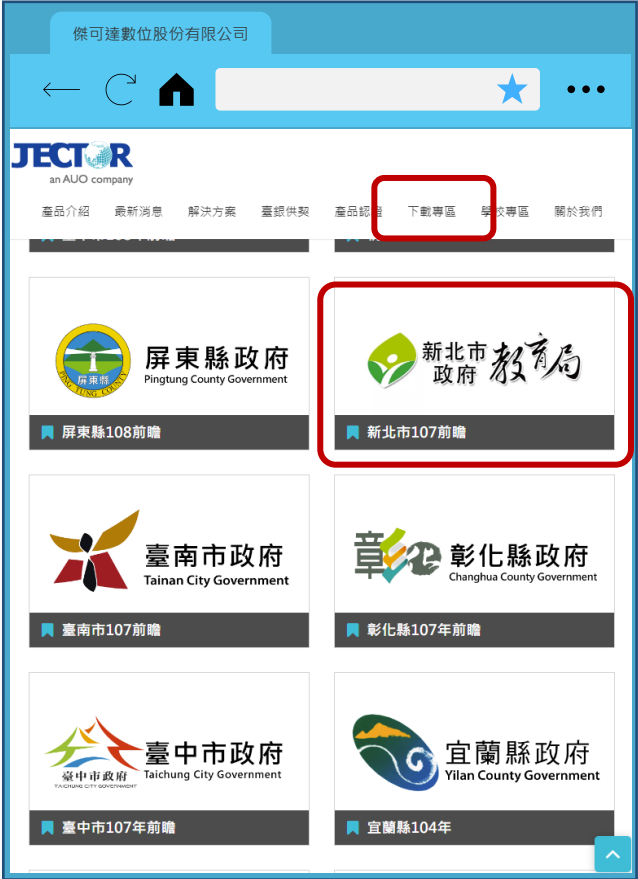 傑可達數位股份有限公司
JECTOR
an AUO company
產品介紹 最新消息 解決方案 臺銀供契 產品認證 下載專區 學校專區 關於我們
屏東縣
PING TUNG COUNTY
屏東縣政府
Pingtung County Government
新北市
政府
教育局
屏東縣108前瞻
新北市107前瞻
臺南市政府
Tainan City Government
彰化
彰化縣政府
Changhua County Government
臺南市107前瞻
彰化縣107年前瞻
臺中市政府
TAICHUNG CITY GOVERNMENT
臺中市政府
Taichung City Government
宜蘭縣政府
Yilan County Government
臺中市107年前瞻
宜蘭縣104年